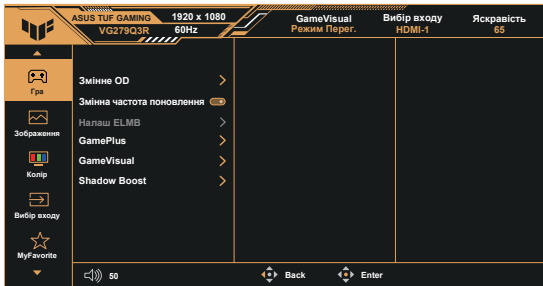 ASUS TUF GAMING 1920 x 1080 GameVisual Вибір входу Яскравість
VG279Q3R 60Hz Режим Перег. HDMI-1 65
Гра
Змінне OD
Змінна частота поновлення
Налаш ELMB
Зображення
GamePlus
GameVisual
Колір
Shadow Boost
Вибір входу
MyFavorite
50 Back Enter